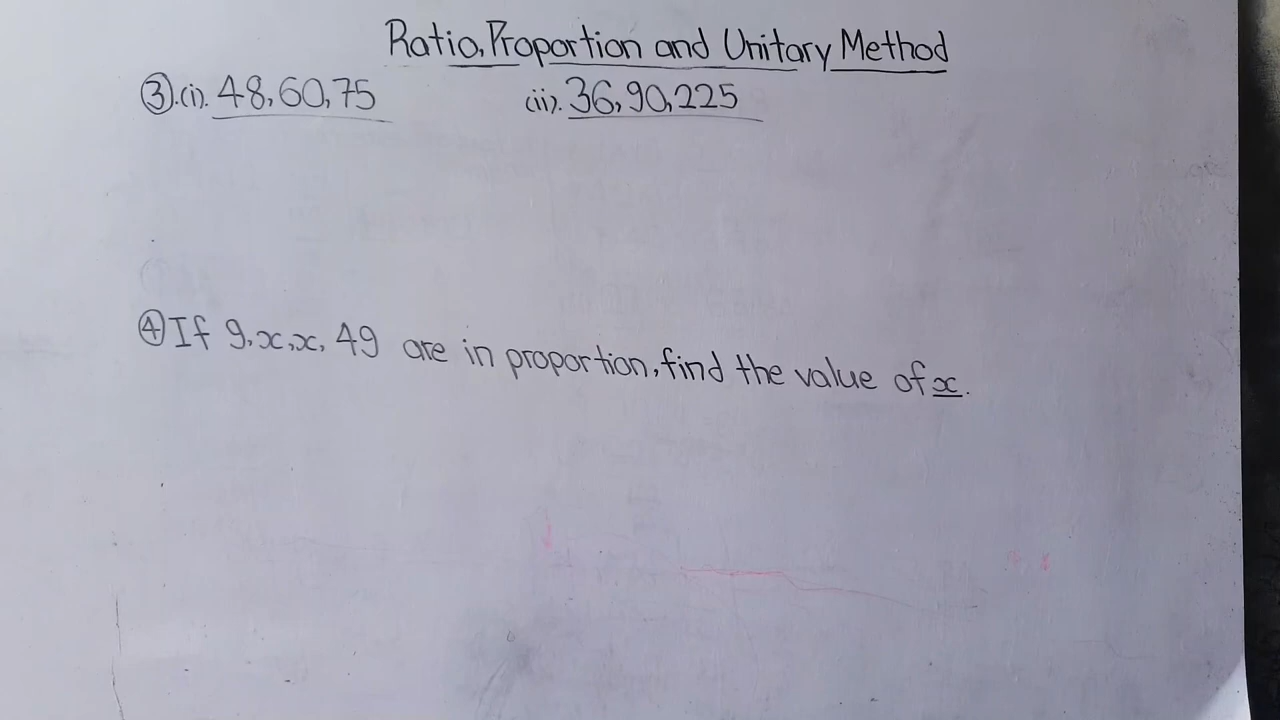 Ratio, Proportion and Unitary Method
③.(i). 48, 60, 75 (ii). 36, 90, 225
④ If 9, x, x, 49 are in proportion, find the value of x.